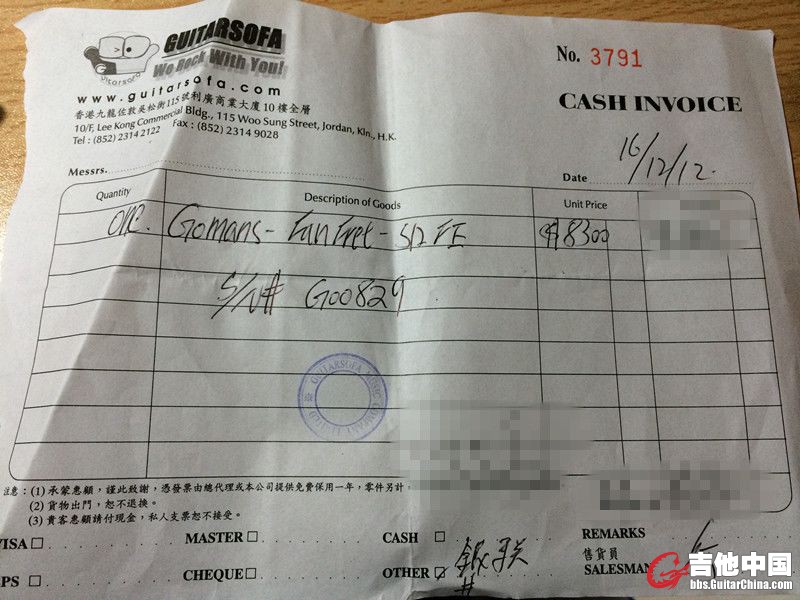 GUITARSOFA
We Rock With You!
guitarsofa
www.guitarsofa.com
香港九龍佐敦吳松街115號利廣商業大廈10樓全層
10/F, Lee Kong Commercial Bldg., 115 Woo Sung Street, Jordan, Kln., H.K.
Tel : (852) 2314 2122 Fax : (852) 2314 9028
No. 3791
CASH INVOICE
Messrs.
Date 16/12/12.
Quantity Description of Goods Unit Price
one. Gomans - Fan Fret - S12 FE $8300
S/N# G00829
GUITARSOFA MUSIC COMPANY LIMITED
注意: (1) 承蒙惠顧,謹此致謝,憑發票由總代理或本公司提供免費保用一年,零件另計
(2) 貨物出門,恕不退換。
(3) 貴客惠顧請付現金,私人支票恕不接受。
VISA MASTER CASH REMARKS
售貨員
EPS CHEQUE OTHER 銀联 SALESMAN
吉他中国
bbs.GuitarChina.com